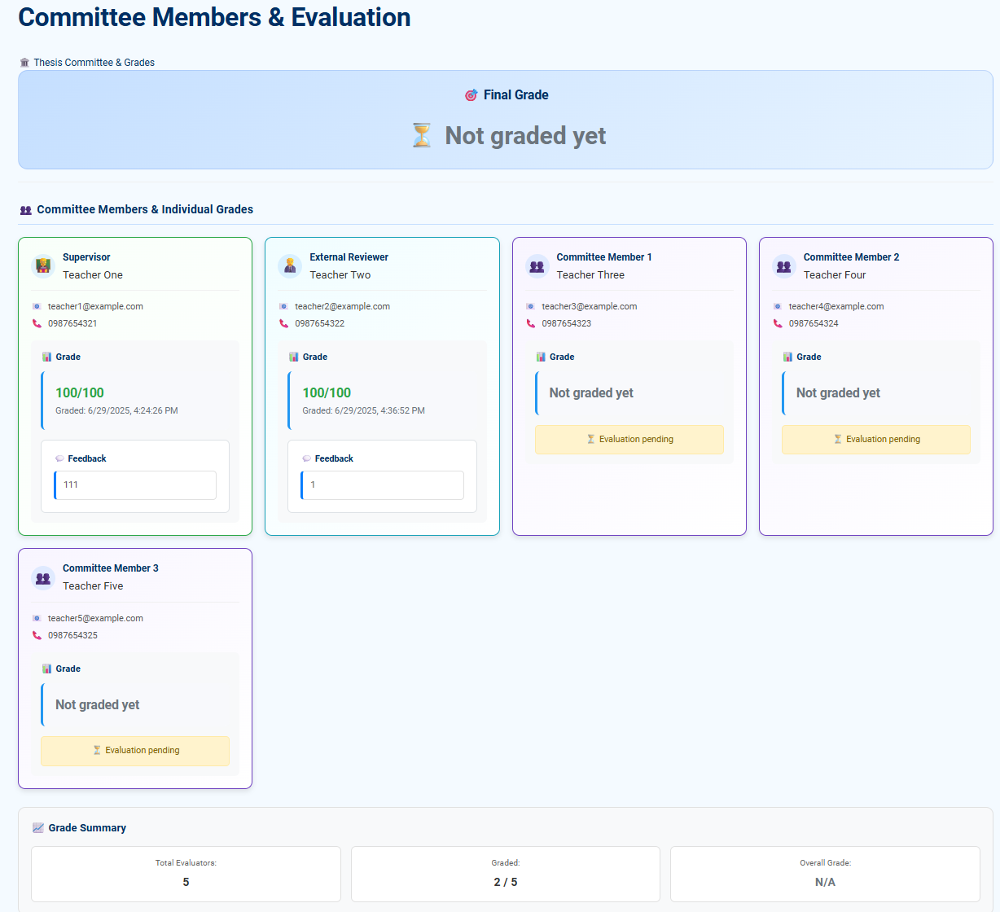 Committee Members & Evaluation
Thesis Committee & Grades
Final Grade
Not graded yet
Committee Members & Individual Grades
Supervisor
Teacher One
teacher1@example.com
0987654321
Grade
100/100
Graded: 6/29/2025, 4:24:26 PM
Feedback
111
External Reviewer
Teacher Two
teacher2@example.com
0987654322
Grade
100/100
Graded: 6/29/2025, 4:36:52 PM
Feedback
1
Committee Member 1
Teacher Three
teacher3@example.com
0987654323
Grade
Not graded yet
Evaluation pending
Committee Member 2
Teacher Four
teacher4@example.com
0987654324
Grade
Not graded yet
Evaluation pending
Committee Member 3
Teacher Five
teacher5@example.com
0987654325
Grade
Not graded yet
Evaluation pending
Grade Summary
Total Evaluators:
5
Graded:
2 / 5
Overall Grade:
N/A